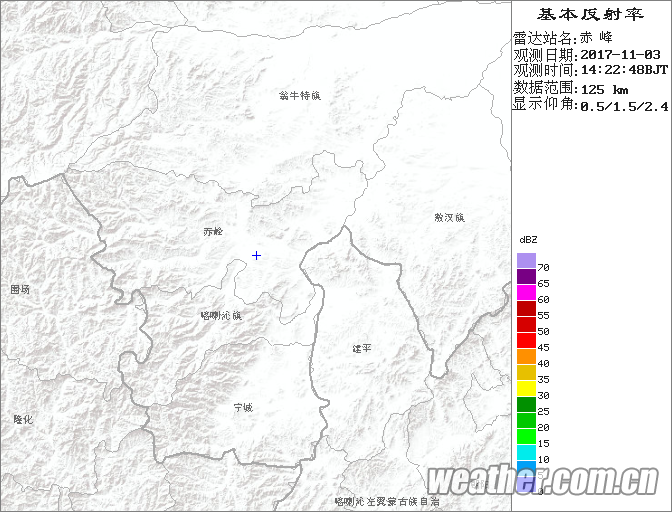 基本反射率
雷达站名:赤 峰
观测日期:2017-11-03
观测时间:14:22:48BJT
数据范围:125 km
显示仰角:0.5/1.5/2.4
翁牛特旗
敖汉旗
赤峰
围场
喀喇沁旗
建平
宁城
隆化
喀喇沁左翼蒙古族自治
dBZ
70
65
60
55
50
45
40
35
30
25
20
15
10
5
0
weather.com.cn